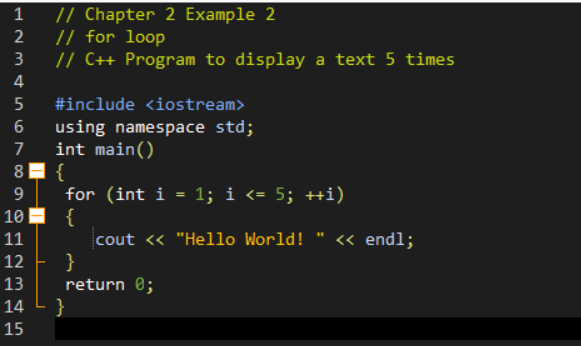 1 // Chapter 2 Example 2
2 // for loop
3 // C++ Program to display a text 5 times
4
5 #include <iostream>
6 using namespace std;
7 int main()
8 {
9 for (int i = 1; i <= 5; ++i)
10 {
11 cout << "Hello World! " << endl;
12 }
13 return 0;
14 }
15